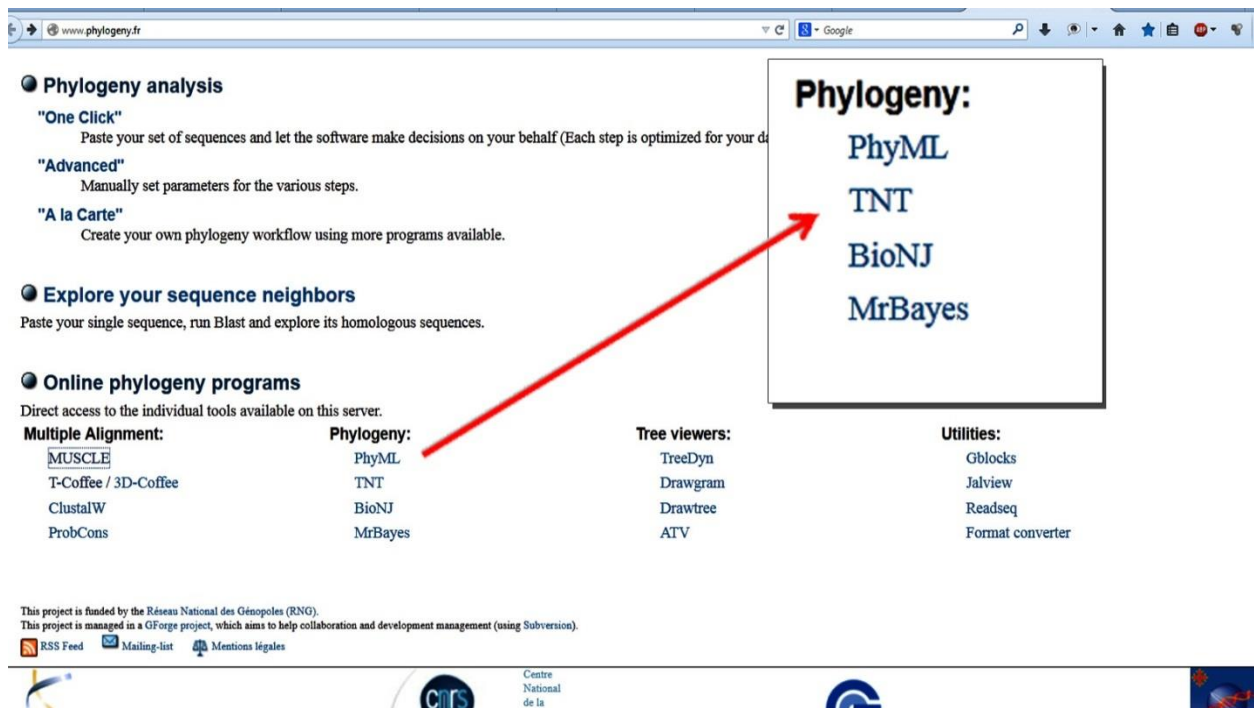 www.phylogeny.fr
Google
Phylogeny analysis
"One Click"
Paste your set of sequences and let the software make decisions on your behalf (Each step is optimized for your
"Advanced"
Manually set parameters for the various steps.
"A la Carte"
Create your own phylogeny workflow using more programs available.
Phylogeny:
PhyML
TNT
BioNJ
MrBayes
Explore your sequence neighbors
Paste your single sequence, run Blast and explore its homologous sequences.
Online phylogeny programs
Direct access to the individual tools available on this server.
Multiple Alignment: Phylogeny: Tree viewers: Utilities:
MUSCLE PhyML TreeDyn Gblocks
T-Coffee / 3D-Coffee TNT Drawgram Jalview
ClustalW BioNJ Drawtree Readseq
ProbCons MrBayes ATV Format converter
This project is funded by the Réseau National des Génopoles (RNG).
This project is managed in a GForge project, which aims to help collaboration and development management (using Subversion).
RSS Feed Mailing-list Mentions légales
cnrs
Centre
National
de la